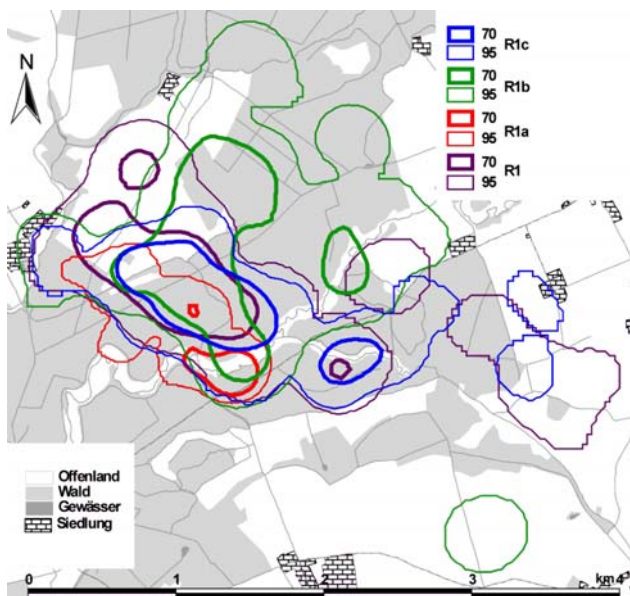 N
70 R1c
95
70 R1b
95
70 R1a
95
70 R1
95
Offenland
Wald
Gewässer
Siedlung
0 1 2 3 km 4